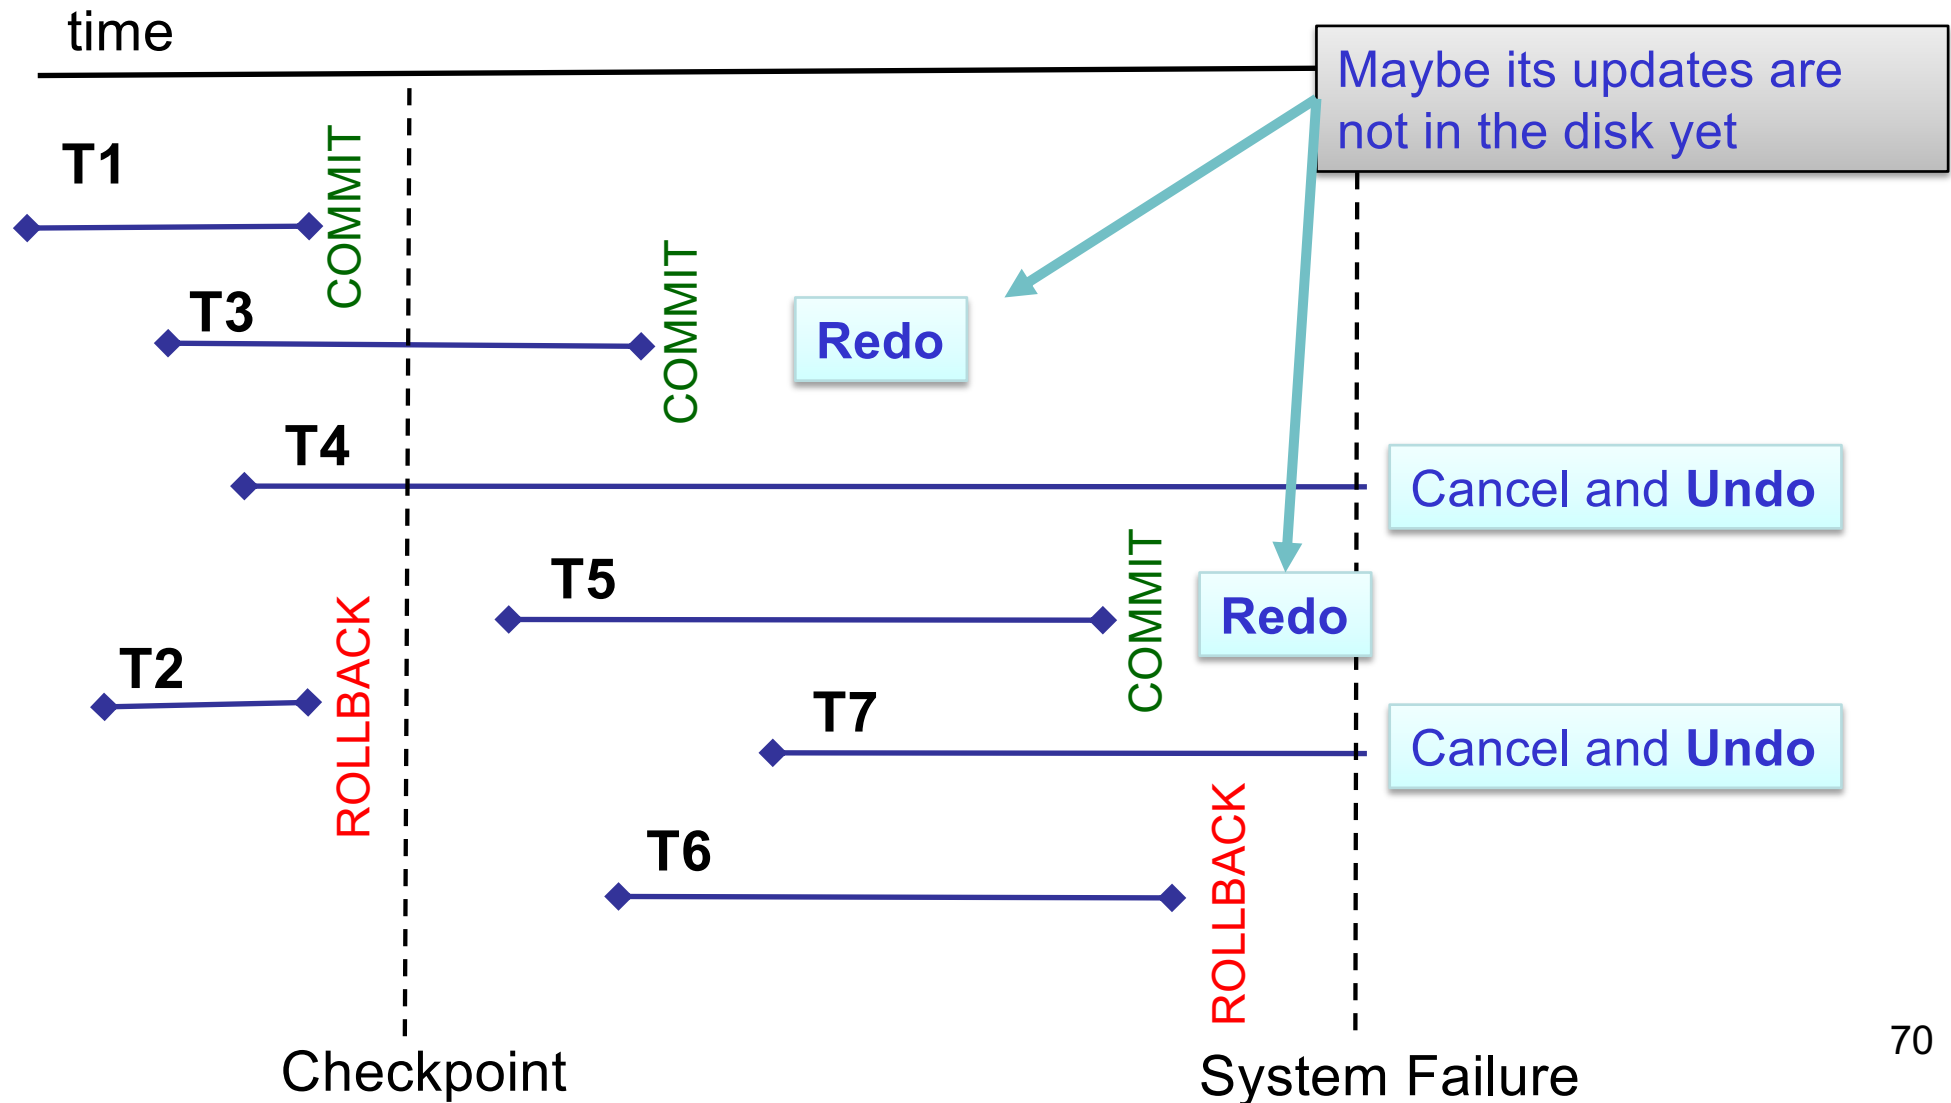 time
Maybe its updates are
not in the disk yet
T1
COMMIT
T3
COMMIT
Redo
T4
Cancel and Undo
T5
COMMIT
Redo
T2
ROLLBACK
T7
Cancel and Undo
T6
ROLLBACK
70
Checkpoint
System Failure